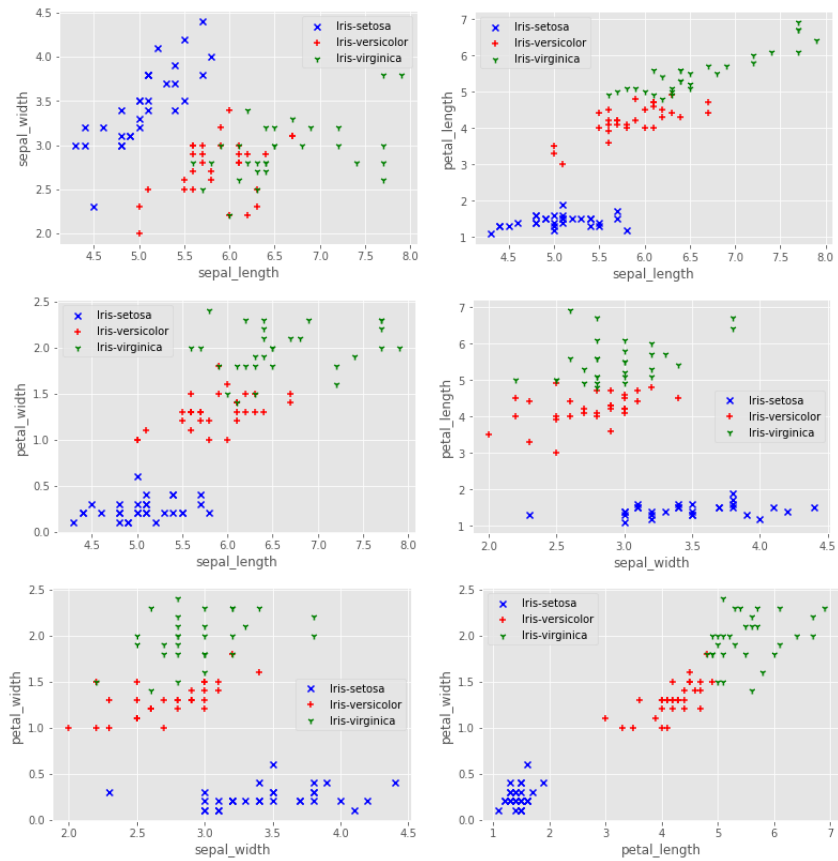 4.5
4.0
3.5
3.0
2.5
2.0
sepal_width
Iris-setosa
Iris-versicolor
Iris-virginica
4.5 5.0 5.5 6.0 6.5 7.0 7.5 8.0
sepal_length
7
6
5
4
3
2
1
petal_length
Iris-setosa
Iris-versicolor
Iris-virginica
4.5 5.0 5.5 6.0 6.5 7.0 7.5 8.0
sepal_length
2.5
2.0
1.5
1.0
0.5
0.0
petal_width
Iris-setosa
Iris-versicolor
Iris-virginica
4.5 5.0 5.5 6.0 6.5 7.0 7.5 8.0
sepal_length
7
6
5
4
3
2
1
petal_length
Iris-setosa
Iris-versicolor
Iris-virginica
2.0 2.5 3.0 3.5 4.0 4.5
sepal_width
2.5
2.0
1.5
1.0
0.5
0.0
petal_width
Iris-setosa
Iris-versicolor
Iris-virginica
2.0 2.5 3.0 3.5 4.0 4.5
sepal_width
2.5
2.0
1.5
1.0
0.5
0.0
petal_width
Iris-setosa
Iris-versicolor
Iris-virginica
1 2 3 4 5 6 7
petal_length